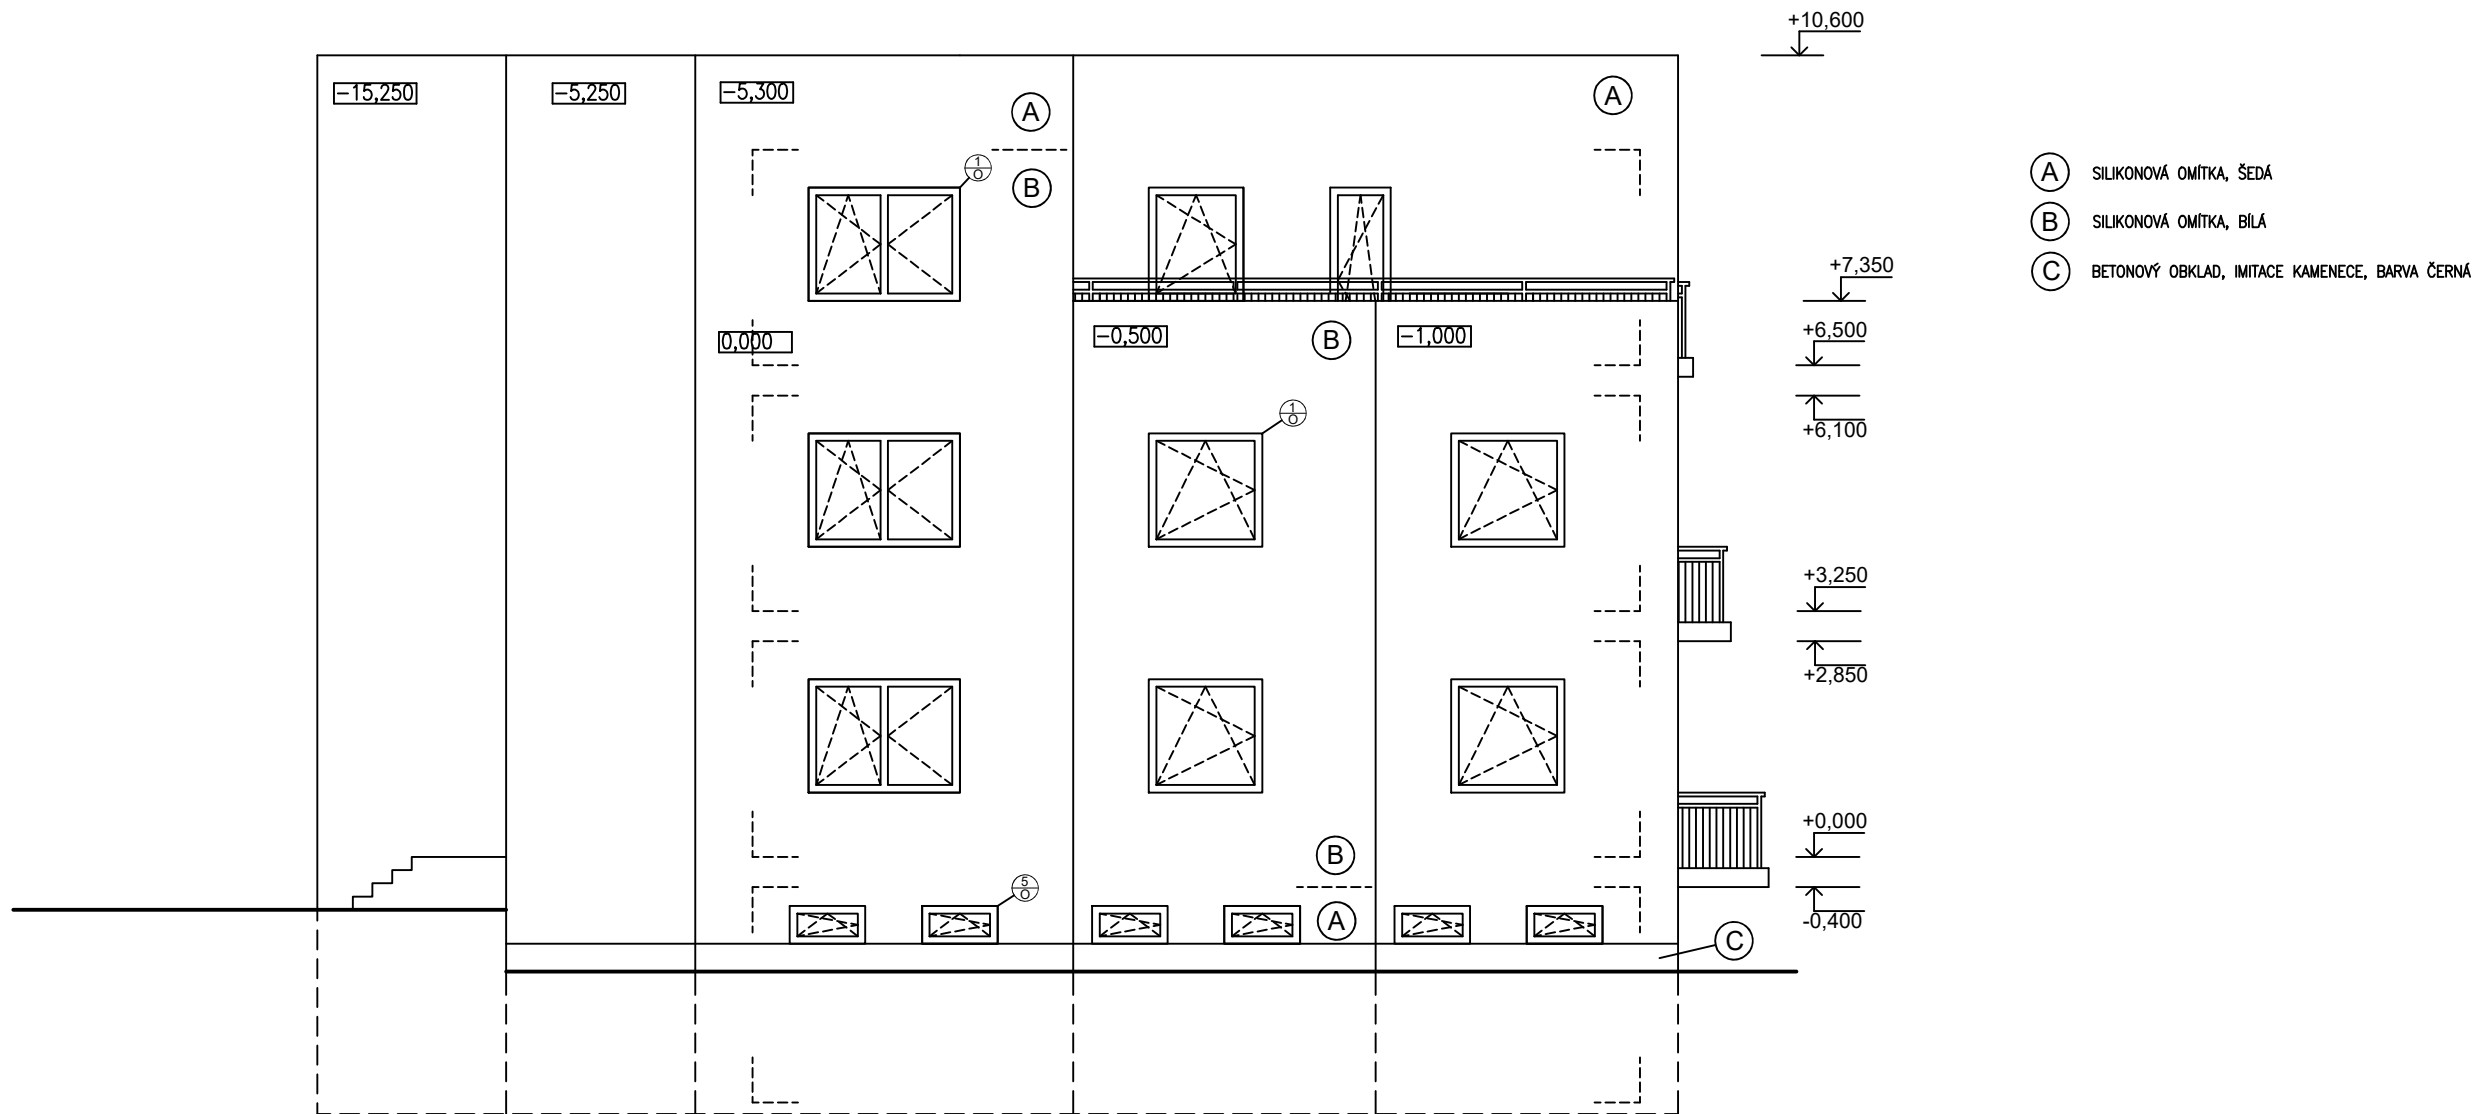 +10,600
-15,250
-5,250
-5,300
A
A
1
O
B
A SILIKONOVÁ OMÍTKA, ŠEDÁ
B SILIKONOVÁ OMÍTKA, BÍLÁ
C BETONOVÝ OBKLAD, IMITACE KAMENECE, BARVA ČERNÁ
+7,350
0,000
-0,500
B
-1,000
+6,500
+6,100
1
O
+3,250
+2,850
+0,000
B
5
O
A
-0,400
C